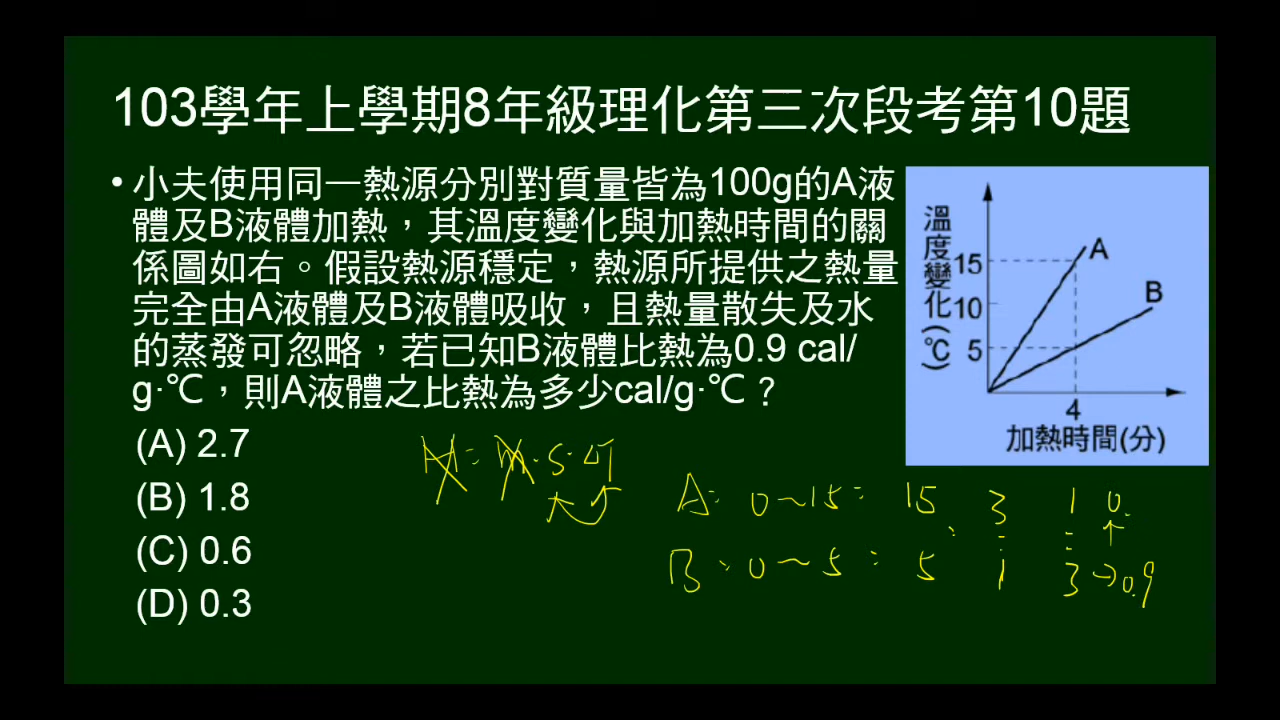 103學年上學期8年級理化第三次段考第10題
• 小夫使用同一熱源分別對質量皆為100g的A液
體及B液體加熱，其溫度變化與加熱時間的關
係圖如右。假設熱源穩定，熱源所提供之熱量
完全由A液體及B液體吸收，且熱量散失及水
的蒸發可忽略，若已知B液體比熱為0.9 cal/
g·℃，則A液體之比熱為多少cal/g·℃？
(A) 2.7
(B) 1.8
(C) 0.6
(D) 0.3
溫度變化(℃)
15
10
5
A
B
4
加熱時間(分)
H = m · S · ΔT
A: 0~15 = 15 3 1 0.
: : :
B: 0~5 : 5 1 3 → 0.9